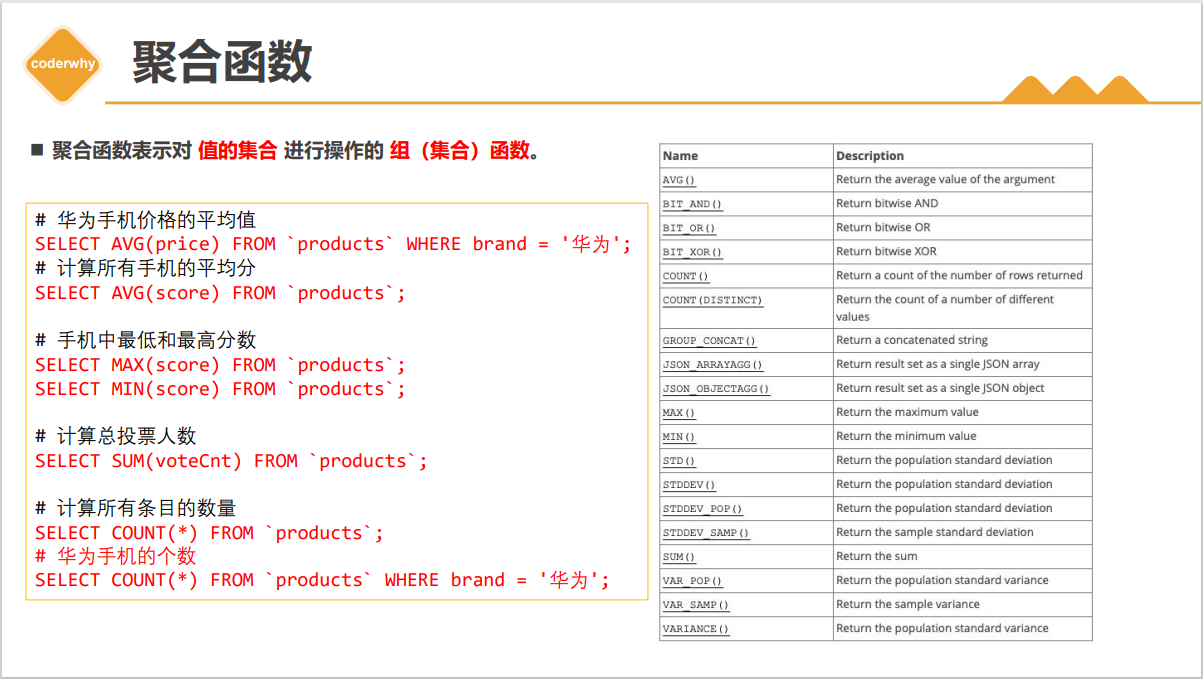 coderwhy
聚合函数
■ 聚合函数表示对 值的集合 进行操作的 组（集合）函数。
# 华为手机价格的平均值
SELECT AVG(price) FROM `products` WHERE brand = '华为';
# 计算所有手机的平均分
SELECT AVG(score) FROM `products`;
# 手机中最低和最高分数
SELECT MAX(score) FROM `products`;
SELECT MIN(score) FROM `products`;
# 计算总投票人数
SELECT SUM(voteCnt) FROM `products`;
# 计算所有条目的数量
SELECT COUNT(*) FROM `products`;
# 华为手机的个数
SELECT COUNT(*) FROM `products` WHERE brand = '华为';
Name Description
AVG() Return the average value of the argument
BIT_AND() Return bitwise AND
BIT_OR() Return bitwise OR
BIT_XOR() Return bitwise XOR
COUNT() Return a count of the number of rows returned
COUNT(DISTINCT) Return the count of a number of different
values
GROUP_CONCAT() Return a concatenated string
JSON_ARRAYAGG() Return result set as a single JSON array
JSON_OBJECTAGG() Return result set as a single JSON object
MAX() Return the maximum value
MIN() Return the minimum value
STD() Return the population standard deviation
STDDEV() Return the population standard deviation
STDDEV_POP() Return the population standard deviation
STDDEV_SAMP() Return the sample standard deviation
SUM() Return the sum
VAR_POP() Return the population standard variance
VAR_SAMP() Return the sample variance
VARIANCE() Return the population standard variance